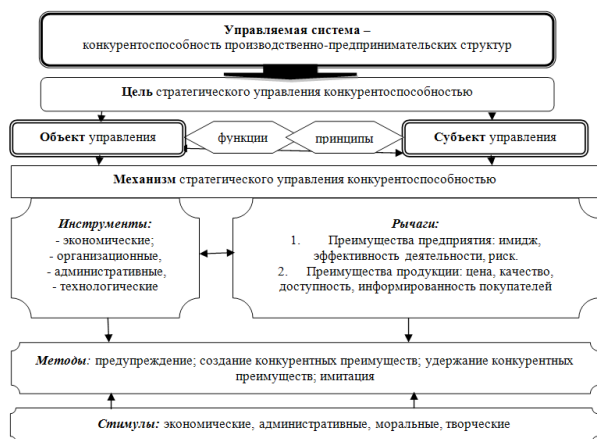 Управляемая система –
конкурентоспособность производственно-предпринимательских структур
Цель стратегического управления конкурентоспособностью
Объект управления
функции
принципы
Субъект управления
Механизм стратегического управления конкурентоспособностью
Инструменты:
- экономические;
- организационные,
- административные,
- технологические
Рычаги:
1. Преимущества предприятия: имидж,
эффективность деятельности, риск.
2. Преимущества продукции: цена, качество,
доступность, информированность покупателей
Методы: предупреждение; создание конкурентных преимуществ; удержание конкурентных
преимуществ; имитация
Стимулы: экономические, административные, моральные, творческие